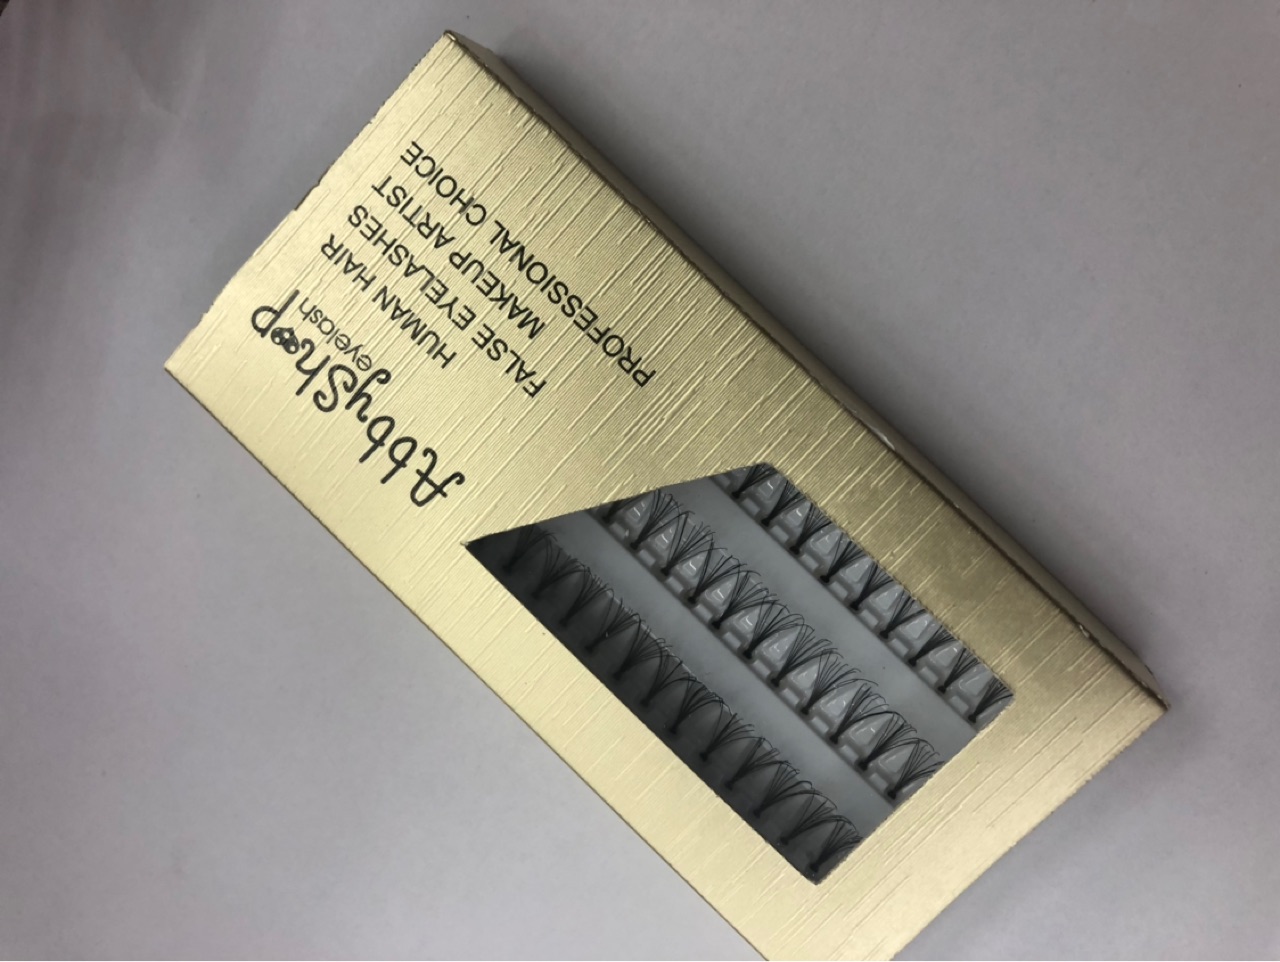 AbbyShop
eyelash
HUMAN HAIR
FALSE EYELASHES
MAKEUP ARTIST
PROFESSIONAL CHOICE